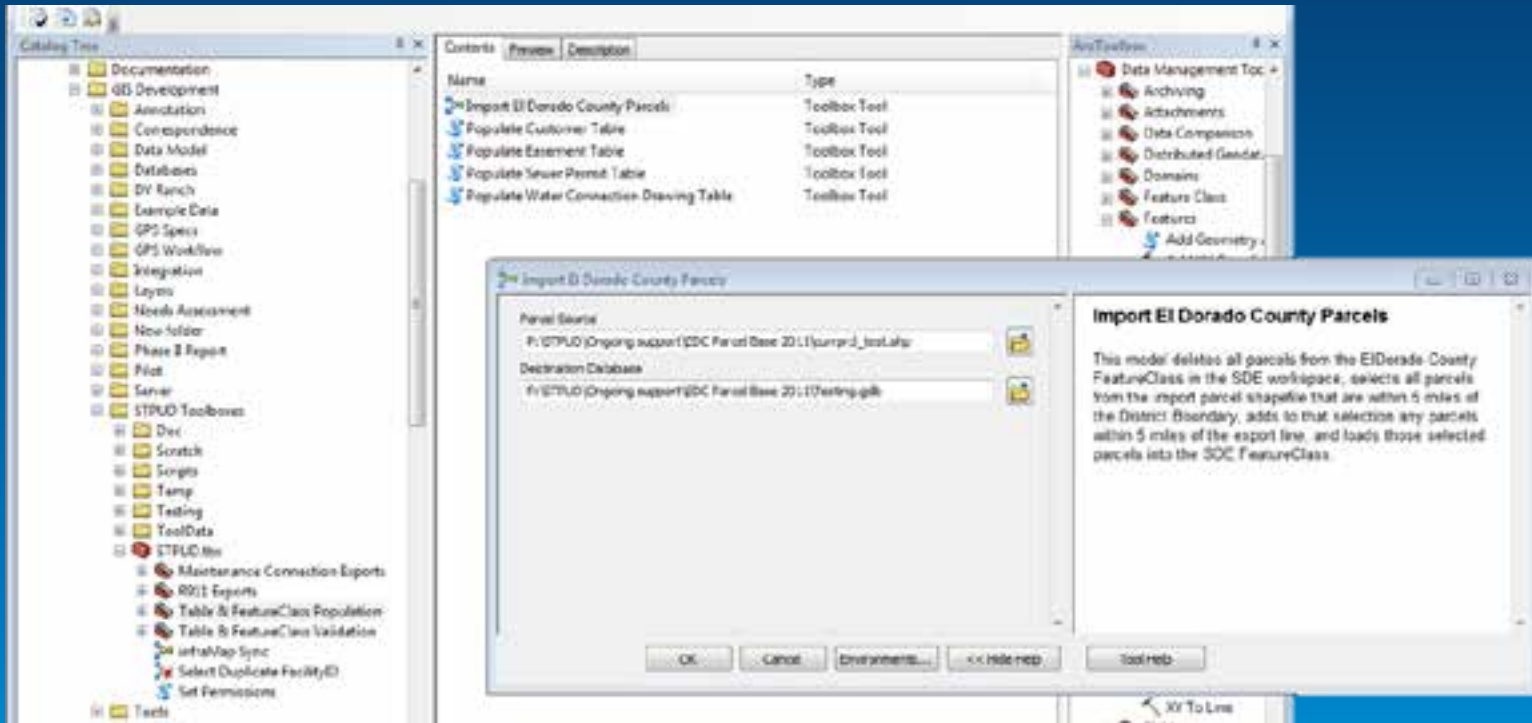 Catalog Tree
Documentation
GIS Development
Annotation
Correspondence
Data Model
Databases
DV Ranch
Example Data
GPS Specs
GPS Workflow
Integration
Layers
Needs Assessment
New folder
Phase II Report
Pilot
Server
STPUD Toolboxes
Doc
Scratch
Scripts
Temp
Testing
ToolData
STPUD.tbx
Maintenance Connection Exports
R911 Exports
Table & FeatureClass Population
Table & FeatureClass Validation
infraMap Sync
Select Duplicate FacilityID
Set Permissions
Tools
Contents Preview Description
Name Type
Import El Dorado County Parcels Toolbox Tool
Populate Customer Table Toolbox Tool
Populate Easement Table Toolbox Tool
Populate Sewer Permit Table Toolbox Tool
Populate Water Connection Drawing Table Toolbox Tool
ArcToolbox
Data Management Too
Archiving
Attachments
Data Comparison
Distributed Geodat
Domains
Feature Class
Features
Add Geometry
Import El Dorado County Parcels
Parcel Source
Destination Database
OK Cancel Environments... << Hide Help Tool Help
Import El Dorado County Parcels
This model deletes all parcels from the ElDorado County
FeatureClass in the SDE workspace, selects all parcels
from the import parcel shapefile that are within 5 miles of
the District Boundary, adds to that selection any parcels
within 5 miles of the export line, and loads those selected
parcels into the FeatureClass.
XY To Line